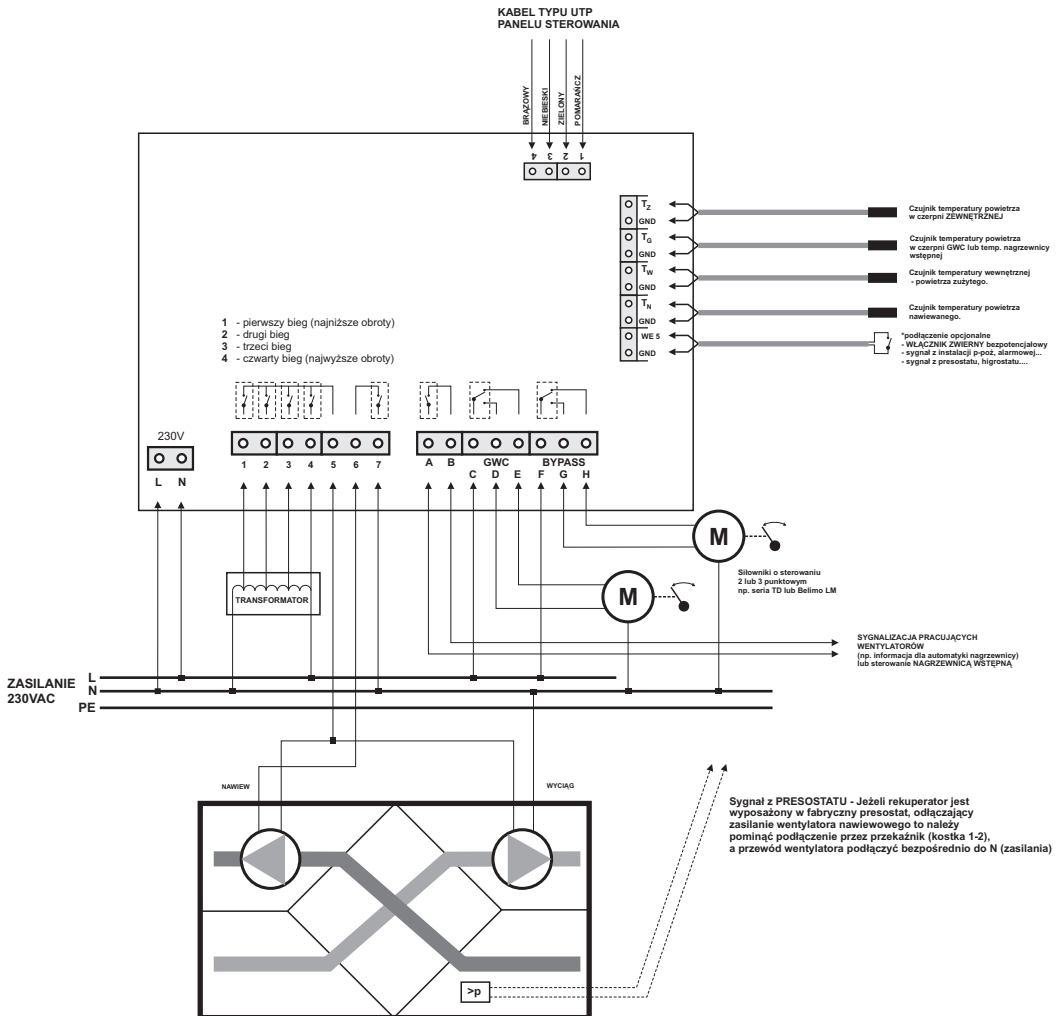 KABEL TYPU UTP
PANELU STEROWANIA
BRĄZOWY
NIEBIESKI
ZIELONY
POMARAŃCZ
4 3 2 1
TZ
GND
Czujnik temperatury powietrza
w czerpni ZEWNĘTRZNEJ
TG
GND
Czujnik temperatury powietrza
w czerpni GWC lub temp. nagrzewnicy
wstępnej
TW
GND
Czujnik temperatury wewnętrznej
- powietrza zużytego.
TN
GND
Czujnik temperatury powietrza
nawiewanego.
WE 5
GND
*podłączenie opcjonalne
- WŁĄCZNIK ZWIERNY bezpotencjałowy
- sygnał z instalacji p-poż, alarmowej...
- sygnał z presostatu, higrostatu....
1 - pierwszy bieg (najniższe obroty)
2 - drugi bieg
3 - trzeci bieg
4 - czwarty bieg (najwyższe obroty)
230V
L N
1 2 3 4 5 6 7
A B GWC BYPASS
C D E F G H
M
Siłowniki o sterowaniu
2 lub 3 punktowym
np. seria TD lub Belimo LM
M
TRANSFORMATOR
SYGNALIZACJA PRACUJĄCYCH
WENTYLATORÓW
(np. informacja dla automatyki nagrzewnicy)
lub sterowanie NAGRZEWNICĄ WSTĘPNĄ
ZASILANIE
230VAC
L
N
PE
NAWIEW
WYCIĄG
Sygnał z PRESOSTATU - Jeżeli rekuperator jest
wyposażony w fabryczny presostat, odłączający
zasilanie wentylatora nawiewowego to należy
pominąć podłączenie przez przekaźnik (kostka 1-2),
a przewód wentylatora podłączyć bezpośrednio do N (zasilania)
>p